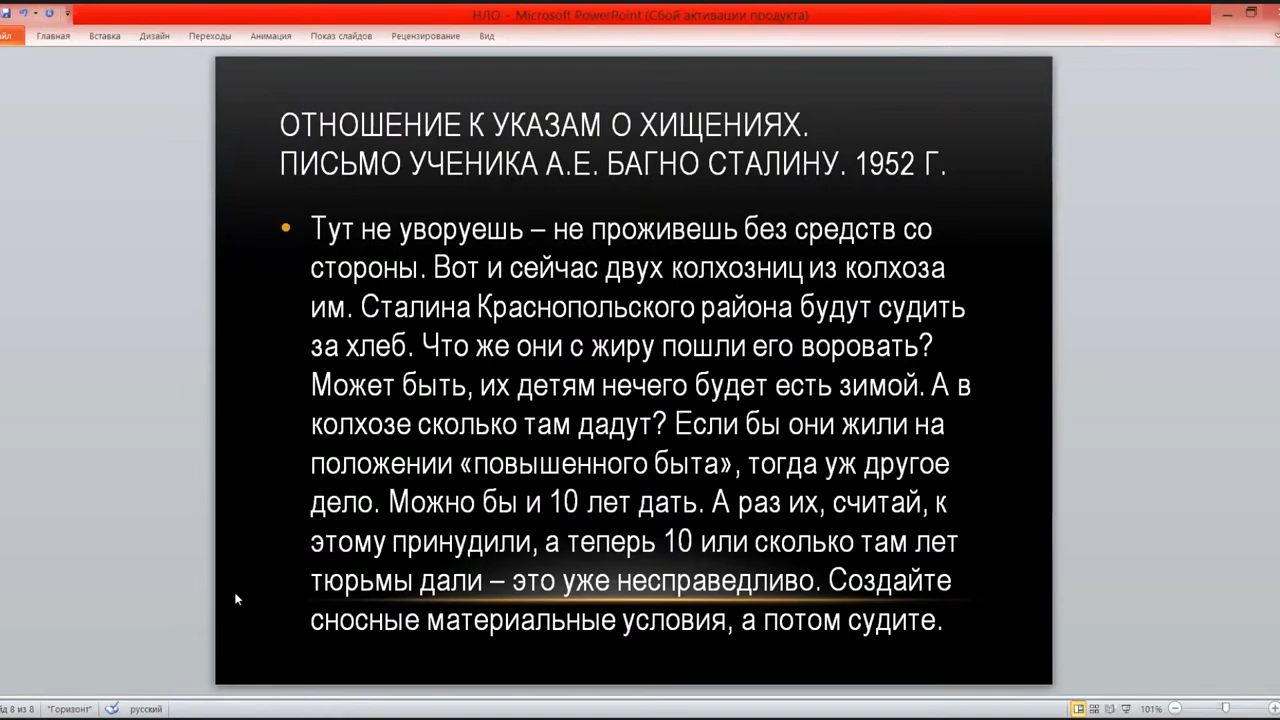 НЛО - Microsoft PowerPoint (Сбой активации продукта)
йл Главная Вставка Дизайн Переходы Анимация Показ слайдов Рецензирование Вид
ОТНОШЕНИЕ К УКАЗАМ О ХИЩЕНИЯХ.
ПИСЬМО УЧЕНИКА А.Е. БАГНО СТАЛИНУ. 1952 Г.
• Тут не уворуешь – не проживешь без средств со
стороны. Вот и сейчас двух колхозниц из колхоза
им. Сталина Краснопольского района будут судить
за хлеб. Что же они с жиру пошли его воровать?
Может быть, их детям нечего будет есть зимой. А в
колхозе сколько там дадут? Если бы они жили на
положении «повышенного быта», тогда уж другое
дело. Можно бы и 10 лет дать. А раз их, считай, к
этому принудили, а теперь 10 или сколько там лет
тюрьмы дали – это уже несправедливо. Создайте
сносные материальные условия, а потом судите.
йд 8 из 8 "Горизонт" русский 101%